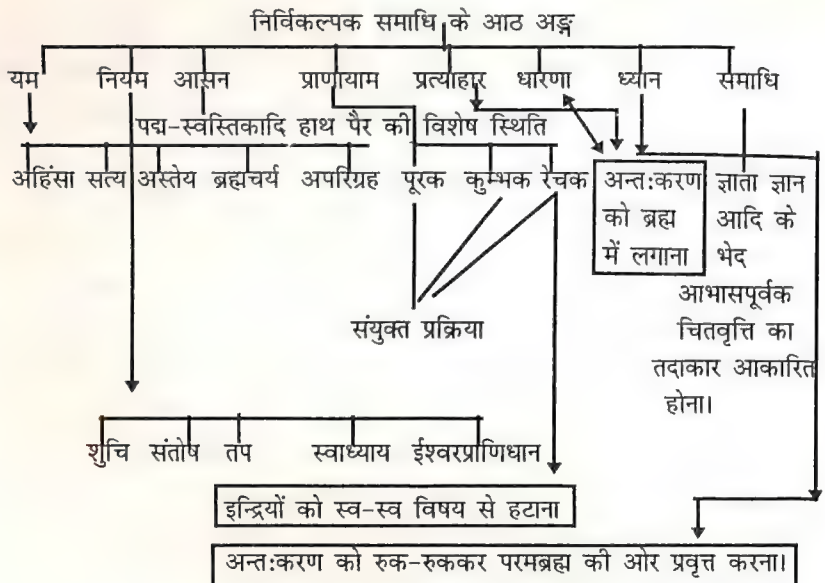 निर्विकल्पक समाधि के आठ अङ्ग
यम नियम आसन प्राणायाम प्रत्याहार धारणा ध्यान समाधि
पद्म-स्वस्तिकादि हाथ पैर की विशेष स्थिति
अहिंसा सत्य अस्तेय ब्रह्मचर्य अपरिग्रह पूरक कुम्भक रेचक
अन्तःकरण
को ब्रह्म
में लगाना
ज्ञाता ज्ञान
आदि के
भेद
आभासपूर्वक
चितवृत्ति का
तदाकार आकारित
होना।
संयुक्त प्रक्रिया
शुचि संतोष तप स्वाध्याय ईश्वरप्राणिधान
इन्द्रियों को स्व-स्व विषय से हटाना
अन्तःकरण को रुक-रुककर परमब्रह्म की ओर प्रवृत्त करना।